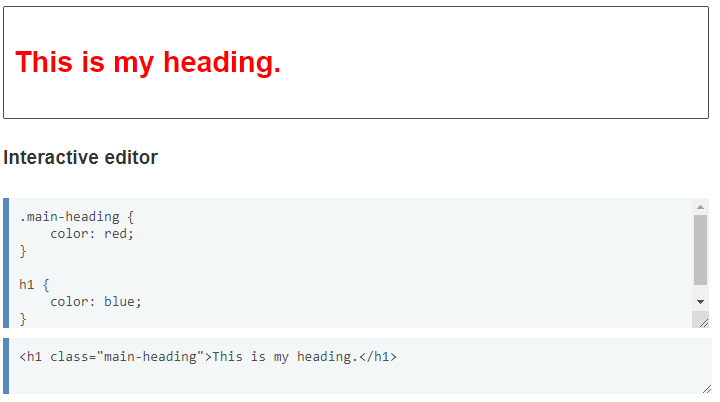 This is my heading.
Interactive editor
.main-heading {
    color: red;
}

h1 {
    color: blue;
}
<h1 class="main-heading">This is my heading.</h1>